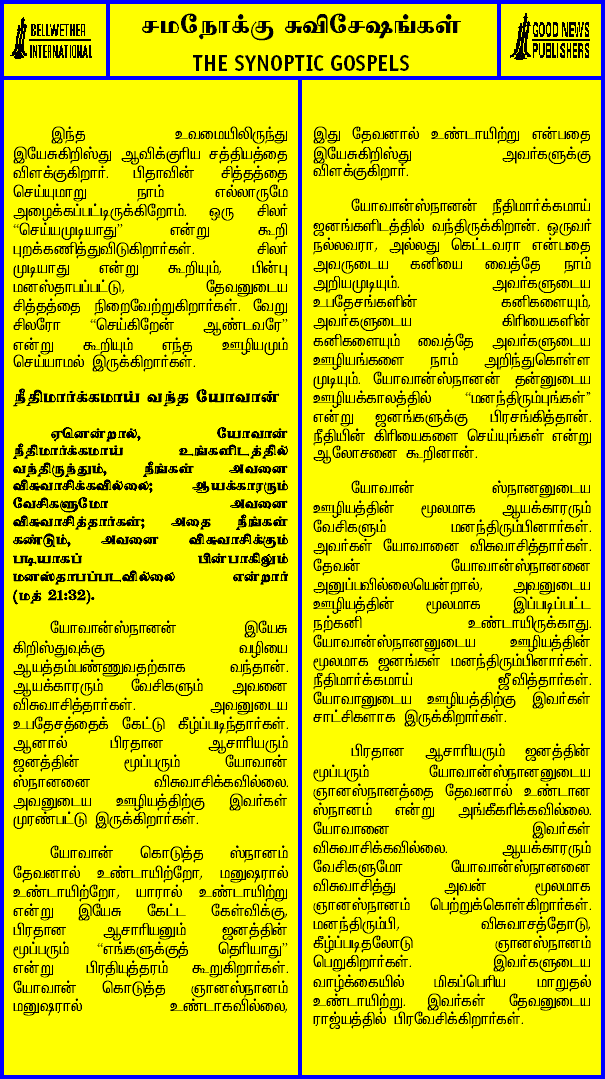 BELLWETHER
INTERNATIONAL
சமநோக்கு சுவிசேஷங்கள்
THE SYNOPTIC GOSPELS
GOOD NEWS
PUBLISHERS
இந்த உவமையிலிருந்து
இயேசுகிறிஸ்து ஆவிக்குரிய சத்தியத்தை
விளக்குகிறார். பிதாவின் சித்தத்தை
செய்யுமாறு நாம் எல்லாருமே
அழைக்கப்பட்டிருக்கிறோம். ஒரு சிலர்
“செய்யமுடியாது” என்று கூறி
புறக்கணித்துவிடுகிறார்கள். சிலர்
முடியாது என்று கூறியும், பின்பு
மனஸ்தாபப்பட்டு, தேவனுடைய
சித்தத்தை நிறைவேற்றுகிறார்கள். வேறு
சிலரோ “செய்கிறேன் ஆண்டவரே”
என்று கூறியும் எந்த ஊழியமும்
செய்யாமல் இருக்கிறார்கள்.
நீதிமார்க்கமாய் வந்த யோவான்
ஏனென்றால், யோவான்
நீதிமார்க்கமாய் உங்களிடத்தில்
வந்திருந்தும், நீங்கள் அவனை
விசுவாசிக்கவில்லை; ஆயக்காரரும்
வேசிகளுமோ அவனை
விசுவாசித்தார்கள்; அதை நீங்கள்
கண்டும், அவனை விசுவாசிக்கும்
படியாகப் பின்பாகிலும்
மனஸ்தாபப்படவில்லை என்றார்
(மத் 21:32).
யோவான்ஸ்நானன் இயேசு
கிறிஸ்துவுக்கு வழியை
ஆயத்தம்பண்ணுவதற்காக வந்தான்.
ஆயக்காரரும் வேசிகளும் அவனை
விசுவாசித்தார்கள். அவனுடைய
உபதேசத்தைக் கேட்டு கீழ்ப்படிந்தார்கள்.
ஆனால் பிரதான ஆசாரியரும்
ஜனத்தின் மூப்பரும் யோவான்
ஸ்நானனை விசுவாசிக்கவில்லை.
அவனுடைய ஊழியத்திற்கு இவர்கள்
முரண்பட்டு இருக்கிறார்கள்.
யோவான் கொடுத்த ஸ்நானம்
தேவனால் உண்டாயிற்றோ, மனுஷரால்
உண்டாயிற்றோ, யாரால் உண்டாயிற்று
என்று இயேசு கேட்ட கேள்விக்கு,
பிரதான ஆசாரியனும் ஜனத்தின்
மூப்பரும் “எங்களுக்குத் தெரியாது”
என்று பிரதியுத்தரம் கூறுகிறார்கள்.
யோவான் கொடுத்த ஞானஸ்நானம்
மனுஷரால் உண்டாகவில்லை,
இது தேவனால் உண்டாயிற்று என்பதை
இயேசுகிறிஸ்து அவர்களுக்கு
விளக்குகிறார்.
யோவான்ஸ்நானன் நீதிமார்க்கமாய்
ஜனங்களிடத்தில் வந்திருக்கிறான். ஒருவர்
நல்லவரா, அல்லது கெட்டவரா என்பதை
அவருடைய கனியை வைத்தே நாம்
அறியமுடியும். அவர்களுடைய
உபதேசங்களின் கனிகளையும்,
அவர்களுடைய கிரியைகளின்
கனிகளையும் வைத்தே அவர்களுடைய
ஊழியங்களை நாம் அறிந்துகொள்ள
முடியும். யோவான்ஸ்நானன் தன்னுடைய
ஊழியக்காலத்தில் “மனந்திரும்புங்கள்”
என்று ஜனங்களுக்கு பிரசங்கித்தான்.
நீதியின் கிரியைகளை செய்யுங்கள் என்று
ஆலோசனை கூறினான்.
யோவான் ஸ்நானனுடைய
ஊழியத்தின் மூலமாக ஆயக்காரரும்
வேசிகளும் மனந்திரும்பினார்கள்.
அவர்கள் யோவானை விசுவாசித்தார்கள்.
தேவன் யோவான்ஸ்நானனை
அனுப்பவில்லையென்றால், அவனுடைய
ஊழியத்தின் மூலமாக இப்படிப்பட்ட
நற்கனி உண்டாயிருக்காது.
யோவான்ஸ்நானனுடைய ஊழியத்தின்
மூலமாக ஜனங்கள் மனந்திரும்பினார்கள்.
நீதிமார்க்கமாய் ஜீவித்தார்கள்.
யோவானுடைய ஊழியத்திற்கு இவர்கள்
சாட்சிகளாக இருக்கிறார்கள்.
பிரதான ஆசாரியரும் ஜனத்தின்
மூப்பரும் யோவான்ஸ்நானனுடைய
ஞானஸ்நானத்தை தேவனால் உண்டான
ஸ்நானம் என்று அங்கீகரிக்கவில்லை.
யோவானை இவர்கள்
விசுவாசிக்கவில்லை. ஆயக்காரரும்
வேசிகளுமோ யோவான்ஸ்நானனை
விசுவாசித்து அவன் மூலமாக
ஞானஸ்நானம் பெற்றுக்கொள்கிறார்கள்.
மனந்திரும்பி, விசுவாசத்தோடு,
கீழ்ப்படிதலோடு ஞானஸ்நானம்
பெறுகிறார்கள். இவர்களுடைய
வாழ்க்கையில் மிகப்பெரிய மாறுதல்
உண்டாயிற்று. இவர்கள் தேவனுடைய
ராஜ்யத்தில் பிரவேசிக்கிறார்கள்.